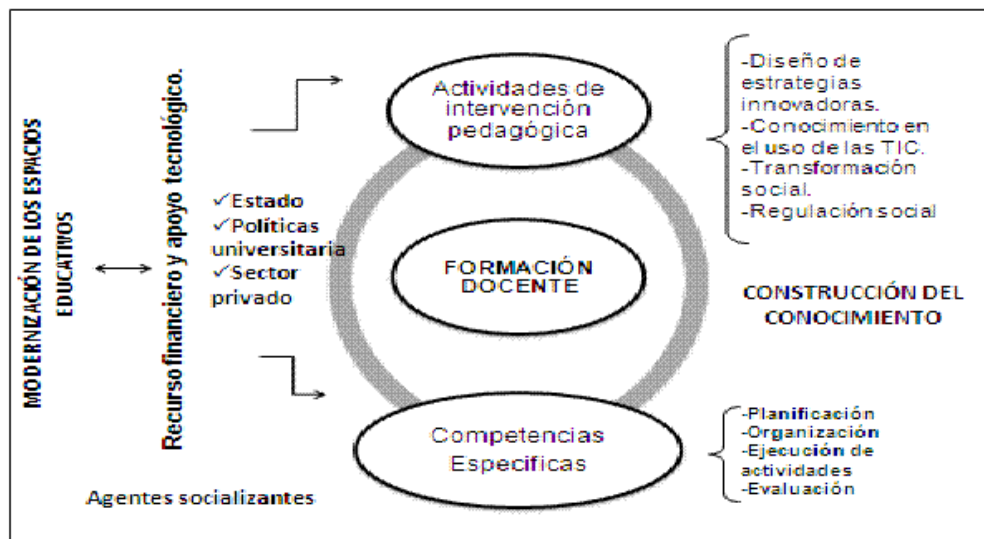 MODERNIZACIÓN DE LOS ESPACIOS
EDUCATIVOS
Recurso financiero y apoyo tecnológico.
✓Estado
✓Políticas
universitaria
✓Sector
privado
Agentes socializantes
Actividades de
intervención
pedagógica
FORMACIÓN
DOCENTE
Competencias
Especificas
-Diseño de
estrategias
innovadoras.
-Conocimiento en
el uso de las TIC.
-Transformación
social.
-Regulación social
CONSTRUCCIÓN DEL
CONOCIMIENTO
-Planificación
-Organización
-Ejecución de
actividades
-Evaluación